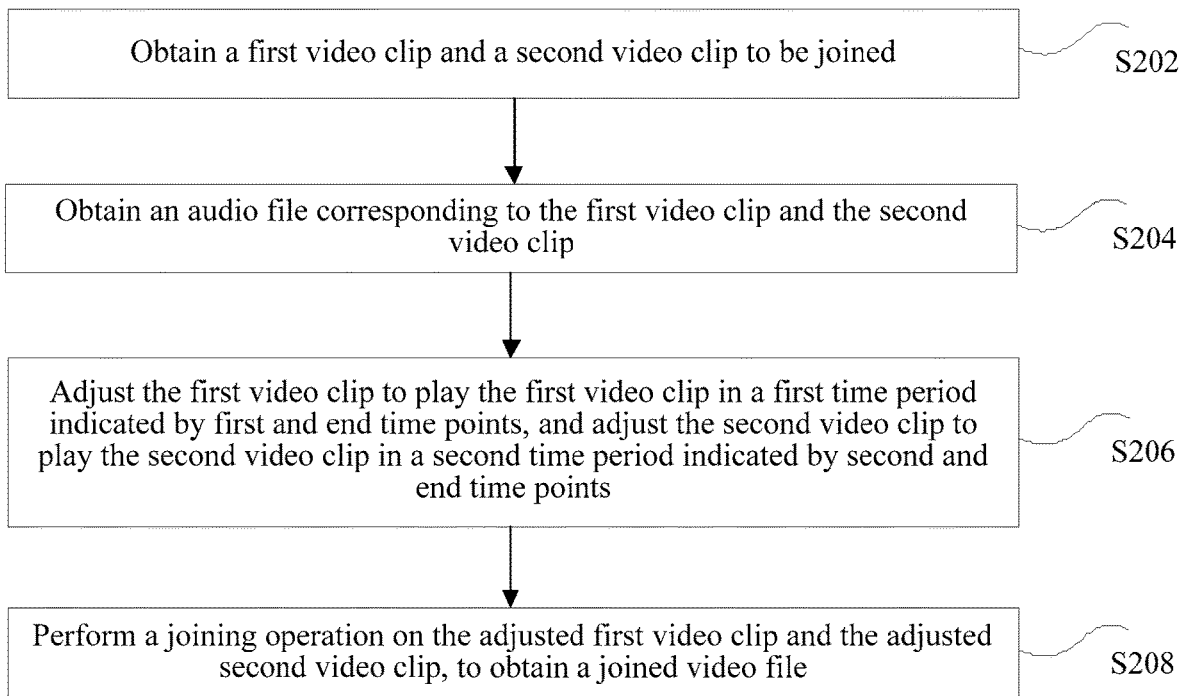 Obtain a first video clip and a second video clip to be joined
S202
Obtain an audio file corresponding to the first video clip and the second
video clip
S204
Adjust the first video clip to play the first video clip in a first time period
indicated by first and end time points, and adjust the second video clip to
play the second video clip in a second time period indicated by second and
end time points
S206
Perform a joining operation on the adjusted first video clip and the adjusted
second video clip, to obtain a joined video file
S208